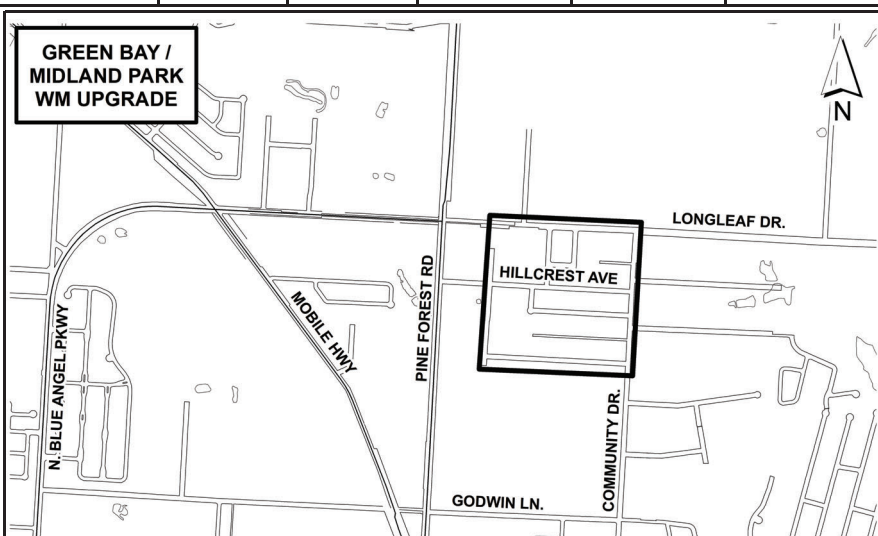 GREEN BAY /
MIDLAND PARK
WM UPGRADE
N
LONGLEAF DR.
HILLCREST AVE
MOBILE HWY
PINE FOREST RD
N. BLUE ANGEL PKWY
COMMUNITY DR.
GODWIN LN.